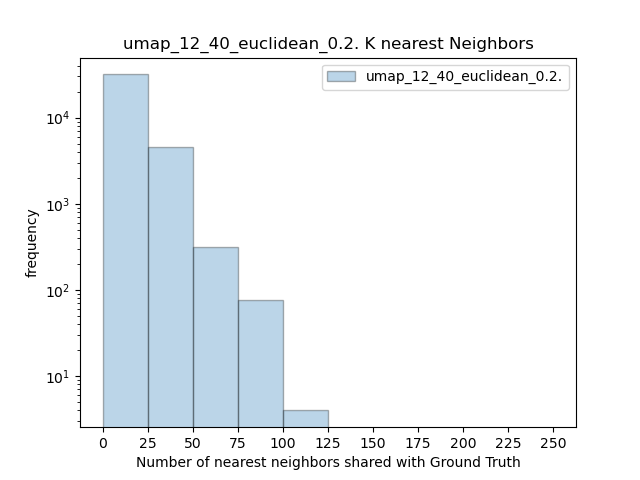 umap_12_40_euclidean_0.2. K nearest Neighbors
umap_12_40_euclidean_0.2.
10^4
10^3
10^2
10^1
frequency
0 25 50 75 100 125 150 175 200 225 250
Number of nearest neighbors shared with Ground Truth